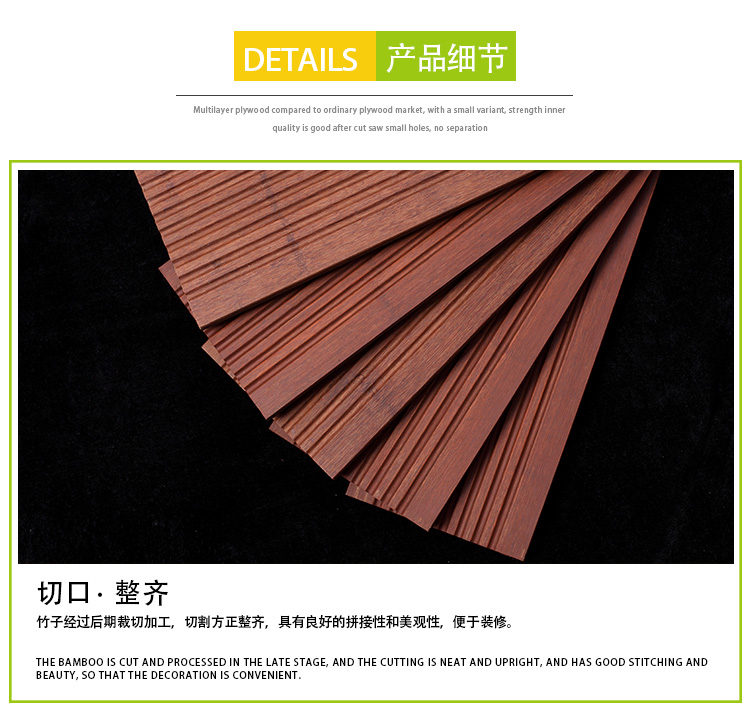 DETAILS 产品细节
Multilayer plywood compared to ordinary plywood market, with a small variant, strength inner
quality is good after cut saw small holes, no separation
切口·整齐
竹子经过后期裁切加工，切割方正整齐，具有良好的拼接性和美观性，便于装修。
THE BAMBOO IS CUT AND PROCESSED IN THE LATE STAGE, AND THE CUTTING IS NEAT AND UPRIGHT, AND HAS GOOD STITCHING AND
BEAUTY, SO THAT THE DECORATION IS CONVENIENT.